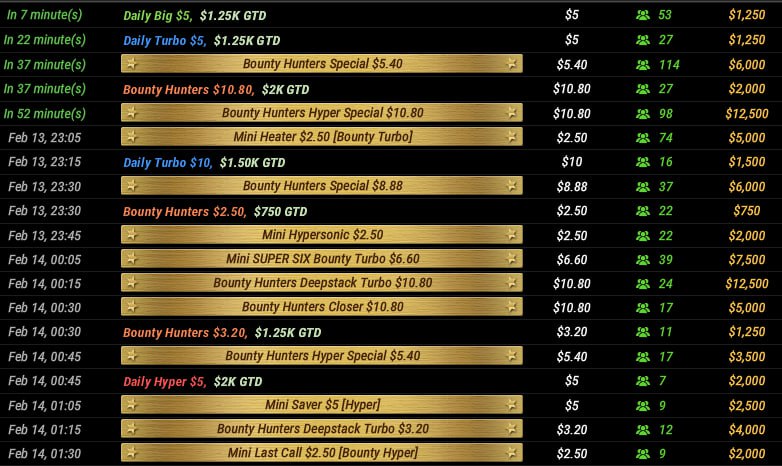 In 7 minute(s) Daily Big $5, $1.25K GTD $5 53 $1,250
In 22 minute(s) Daily Turbo $5, $1.25K GTD $5 27 $1,250
In 37 minute(s) Bounty Hunters Special $5.40 $5.40 114 $6,000
In 37 minute(s) Bounty Hunters $10.80, $2K GTD $10.80 27 $2,000
In 52 minute(s) Bounty Hunters Hyper Special $10.80 $10.80 98 $12,500
Feb 13, 23:05 Mini Heater $2.50 [Bounty Turbo] $2.50 74 $5,000
Feb 13, 23:15 Daily Turbo $10, $1.50K GTD $10 16 $1,500
Feb 13, 23:30 Bounty Hunters Special $8.88 $8.88 37 $6,000
Feb 13, 23:30 Bounty Hunters $2.50, $750 GTD $2.50 22 $750
Feb 13, 23:45 Mini Hypersonic $2.50 $2.50 22 $2,000
Feb 14, 00:05 Mini SUPER SIX Bounty Turbo $6.60 $6.60 39 $7,500
Feb 14, 00:15 Bounty Hunters Deepstack Turbo $10.80 $10.80 24 $12,500
Feb 14, 00:30 Bounty Hunters Closer $10.80 $10.80 17 $5,000
Feb 14, 00:30 Bounty Hunters $3.20, $1.25K GTD $3.20 11 $1,250
Feb 14, 00:45 Bounty Hunters Hyper Special $5.40 $5.40 17 $3,500
Feb 14, 00:45 Daily Hyper $5, $2K GTD $5 7 $2,000
Feb 14, 01:05 Mini Saver $5 [Hyper] $5 9 $2,500
Feb 14, 01:15 Bounty Hunters Deepstack Turbo $3.20 $3.20 12 $4,000
Feb 14, 01:30 Mini Last Call $2.50 [Bounty Hyper] $2.50 9 $2,000